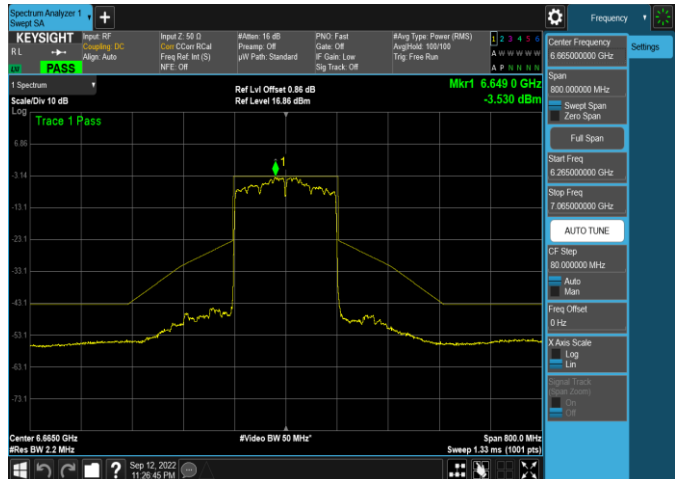 Spectrum Analyzer 1
Swept SA
Frequency
KEYSIGHT
Input: RF
Input Z: 50 Ω
#Atten: 16 dB
PNO: Fast
#Avg Type: Power (RMS)
1 2 3 4 5 6
RL
Coupling: DC
Corr CCorr RCal
Preamp: Off
Gate: Off
Avg|Hold: 100/100
A W W W W W
Align: Auto
Freq Ref: Int (S)
µW Path: Standard
IF Gain: Low
Trig: Free Run
PASS
NFE: Off
Sig Track: Off
A P N N N N
1 Spectrum
Ref Lvl Offset 0.86 dB
Mkr1 6.649 0 GHz
Scale/Div 10 dB
Ref Level 16.86 dBm
-3.530 dBm
Log
Trace 1 Pass
1
6.86
-3.14
-13.1
-23.1
-33.1
-43.1
-53.1
-63.1
-73.1
Center 6.6650 GHz
#Video BW 50 MHz*
Span 800.0 MHz
#Res BW 2.2 MHz
Sweep 1.33 ms (1001 pts)
?
Sep 12, 2022
11:26:45 PM
Center Frequency
6.665000000 GHz
Settings
Span
800.000000 MHz
Swept Span
Zero Span
Full Span
Start Freq
6.265000000 GHz
Stop Freq
7.065000000 GHz
AUTO TUNE
CF Step
80.000000 MHz
Auto
Man
Freq Offset
0 Hz
X Axis Scale
Log
Lin
Signal Track
(Span Zoom)
On
Off